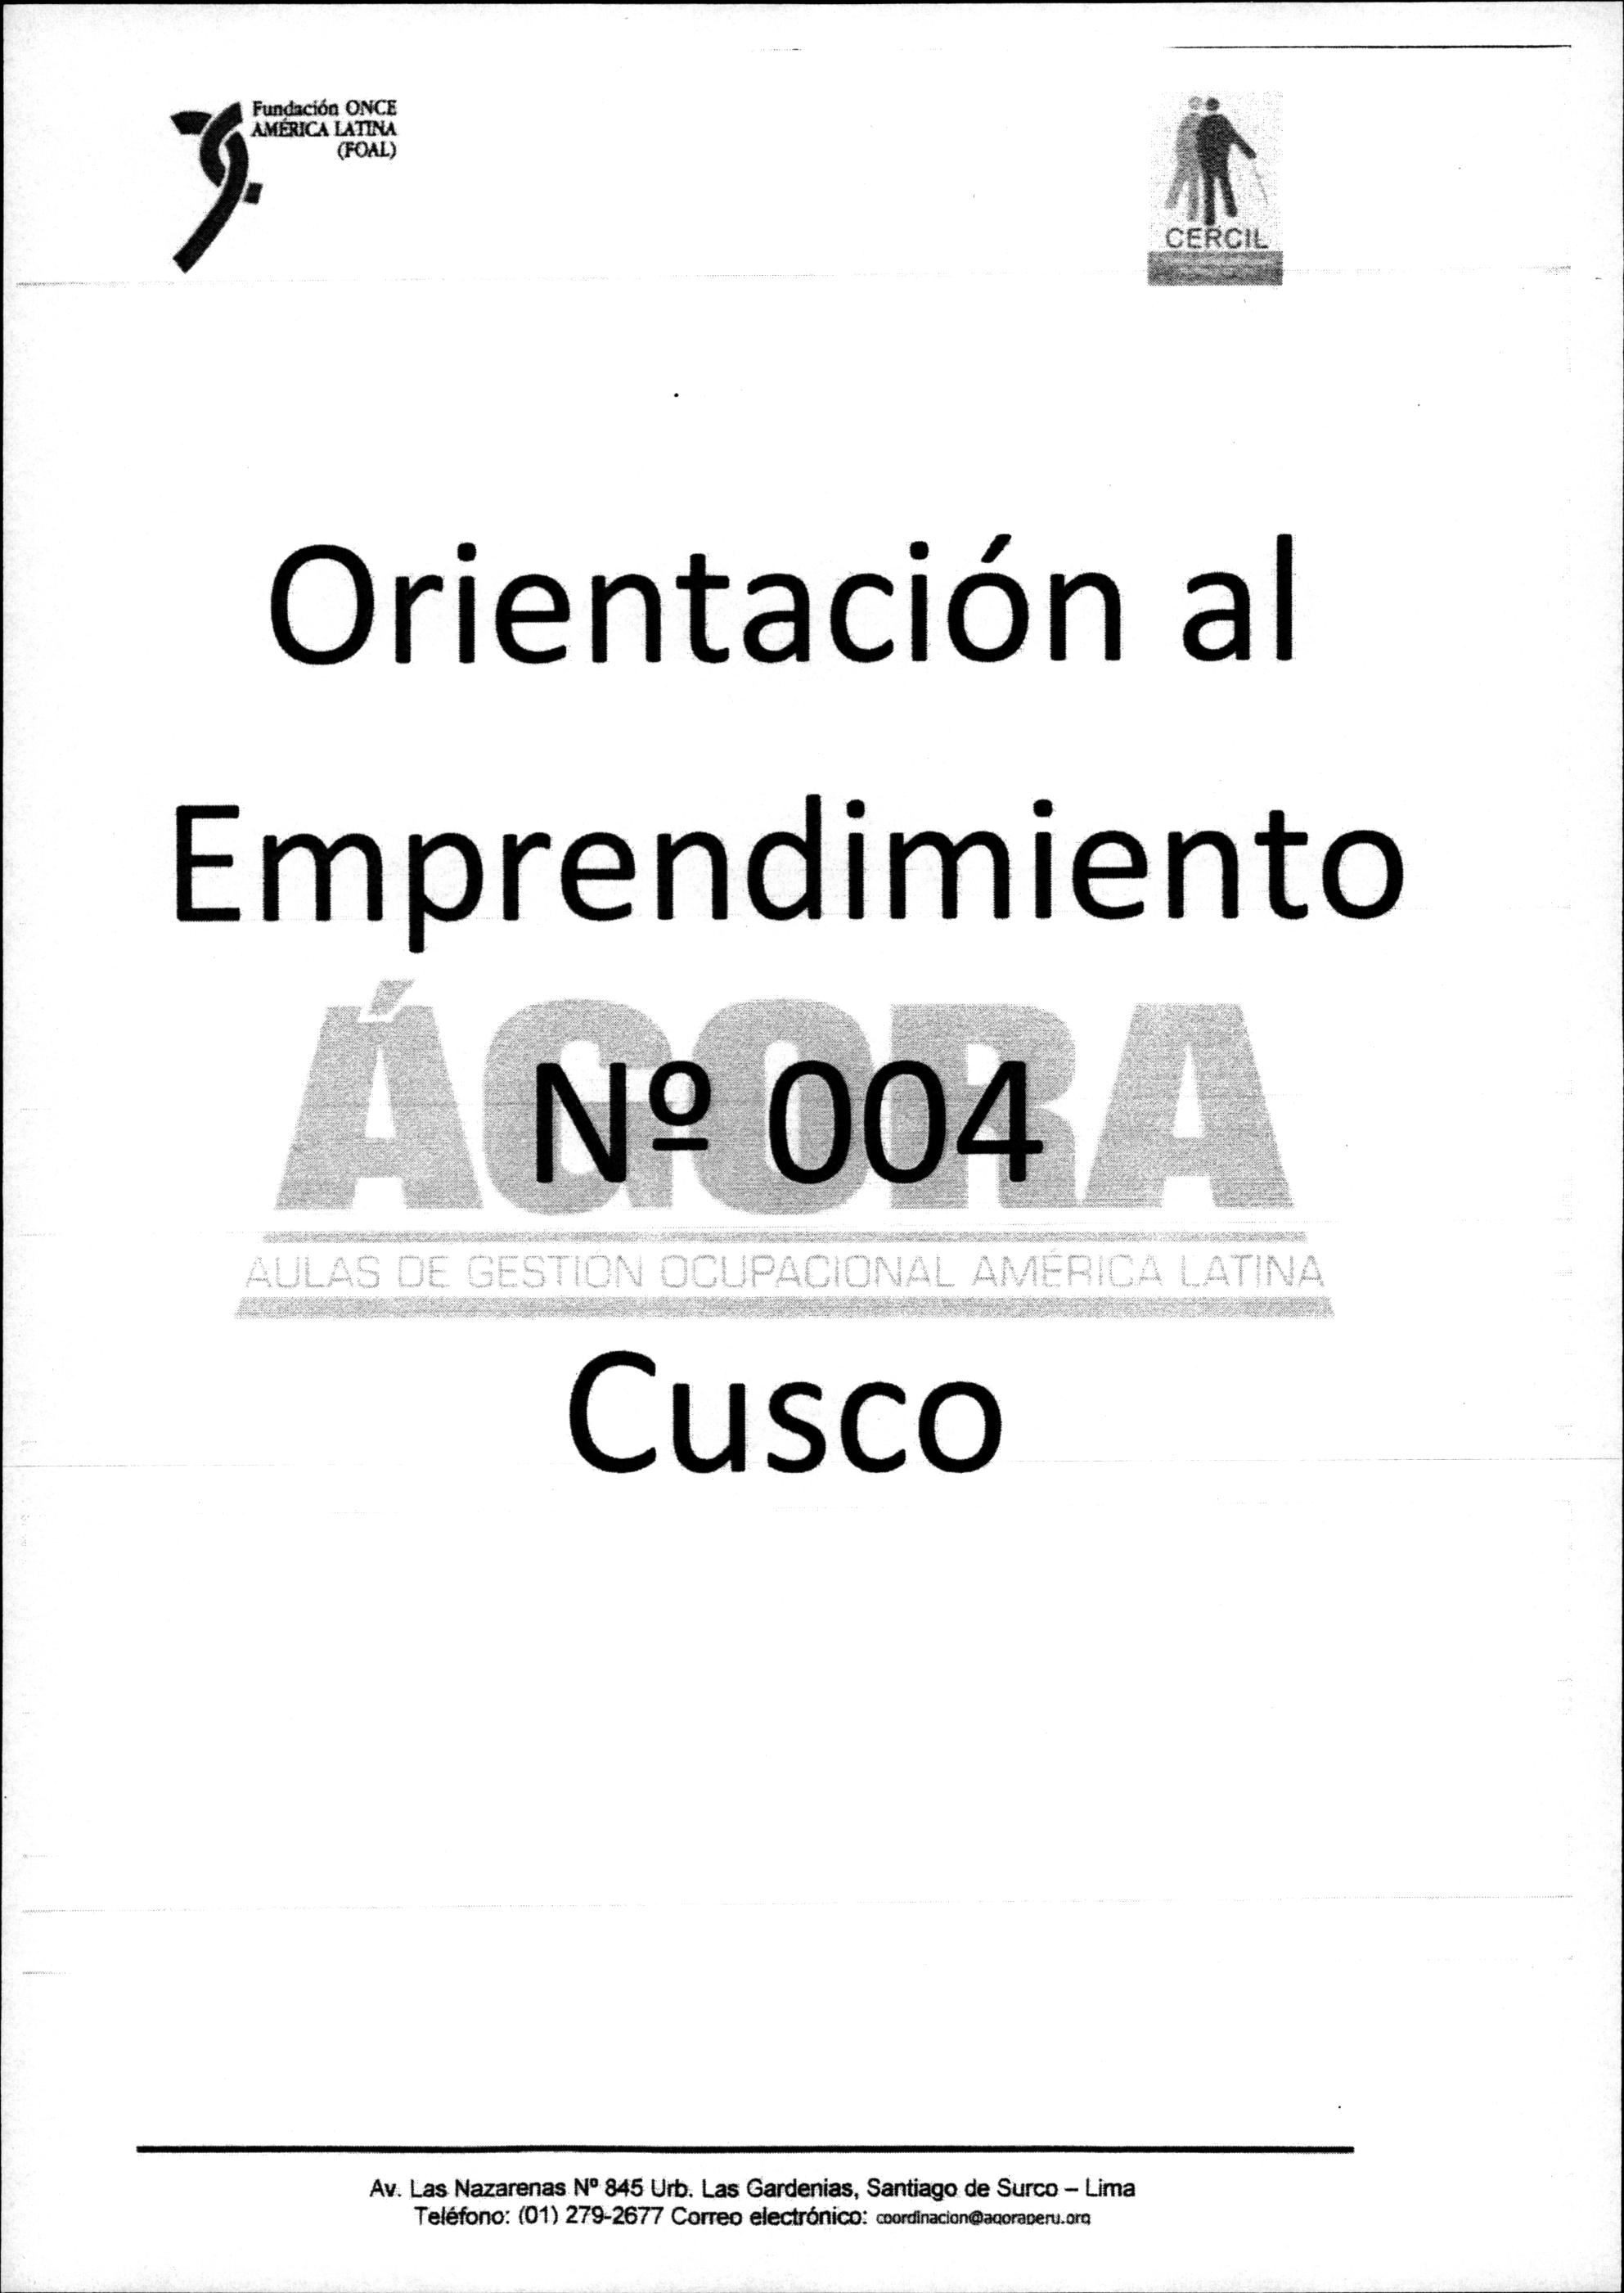 Fundación ONCE
AMÉRICA LATINA
(FOAL)
CERCIL
Orientación al
Emprendimiento
ÁGORA
Nº 004
AULAS DE GESTIÓN OCUPACIONAL AMÉRICA LATINA
Cusco
Av. Las Nazarenas Nº 845 Urb. Las Gardenias, Santiago de Surco – Lima
Teléfono: (01) 279-2677 Correo electrónico: coordinacion@agoraperu.org